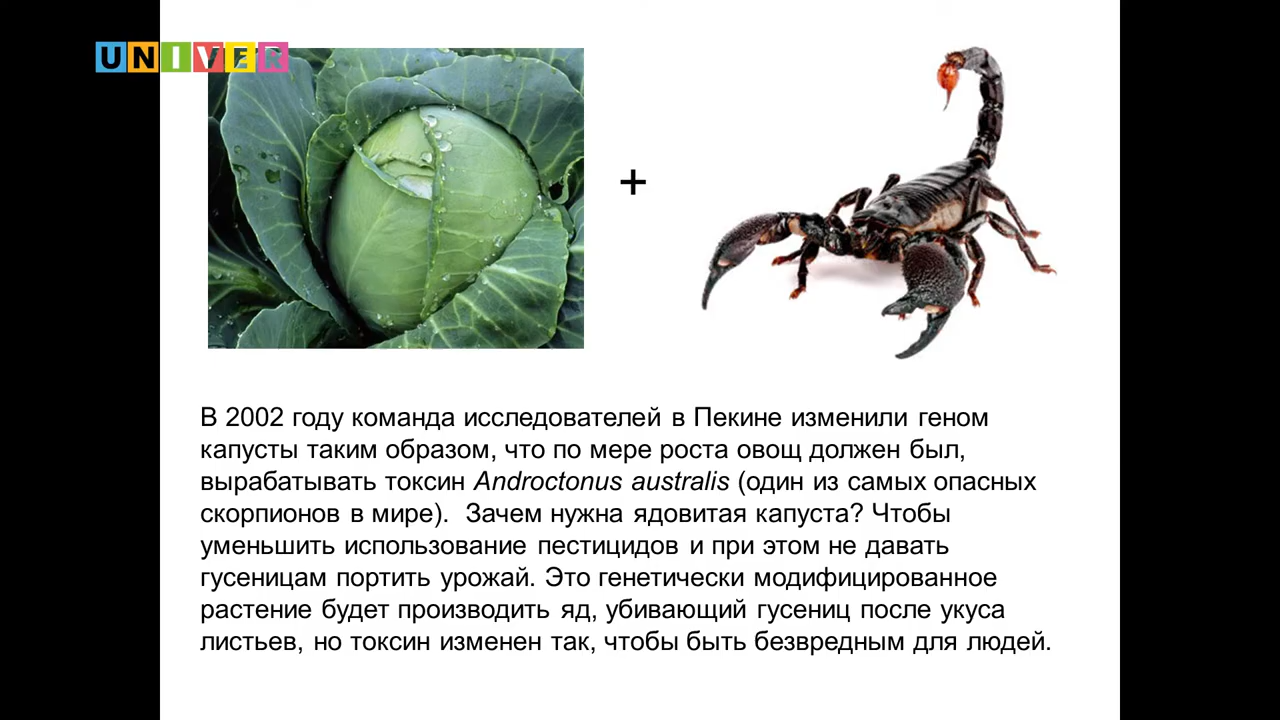 UNIVER
+
В 2002 году команда исследователей в Пекине изменили геном
капусты таким образом, что по мере роста овощ должен был,
вырабатывать токсин Androctonus australis (один из самых опасных
скорпионов в мире).  Зачем нужна ядовитая капуста? Чтобы
уменьшить использование пестицидов и при этом не давать
гусеницам портить урожай. Это генетически модифицированное
растение будет производить яд, убивающий гусениц после укуса
листьев, но токсин изменен так, чтобы быть безвредным для людей.